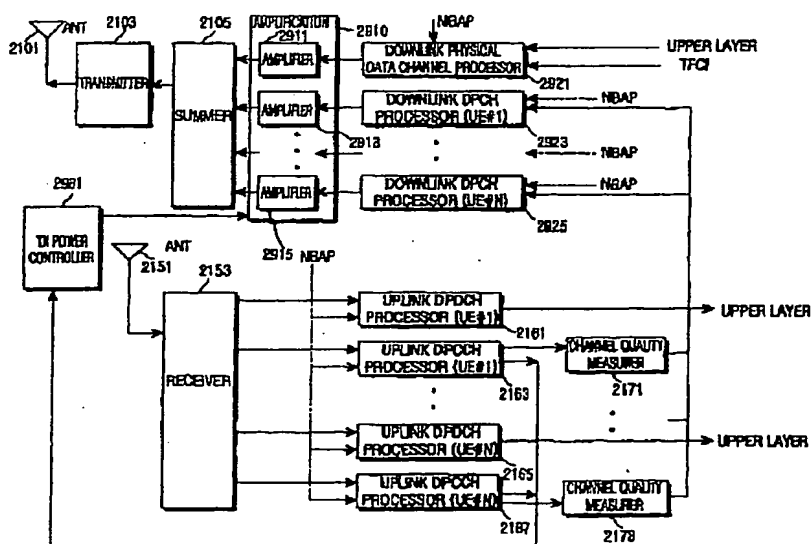 AMPLIFICATION
2910
NBAP
ANT
2101
2103
TRANSMITTER
2105
SUMMER
2911
AMPLIFIER
DOWNLINK PHYSICAL
DATA CHANNEL PROCESSOR
2921
UPPER LAYER
TFCI
AMPLIFIER
2913
DOWNLINK DPCH
PROCESSOR (UE#1)
2923
NBAP
NBAP
AMPLIFIER
2915
DOWNLINK DPCH
PROCESSOR (UE#N)
2925
NBAP
2931
TX POWER
CONTROLLER
ANT
2151
2153
RECEIVER
NBAP
UPLINK DPDCH
PROCESSOR (UE#1)
2161
UPPER LAYER
UPLINK DPCCH
PROCESSOR (UE#1)
2163
CHANNEL QUALITY
MEASURER
2171
UPLINK DPDCH
PROCESSOR (UE#N)
2165
UPPER LAYER
UPLINK DPCCH
PROCESSOR (UE#N)
2167
CHANNEL QUALITY
MEASURER
2173